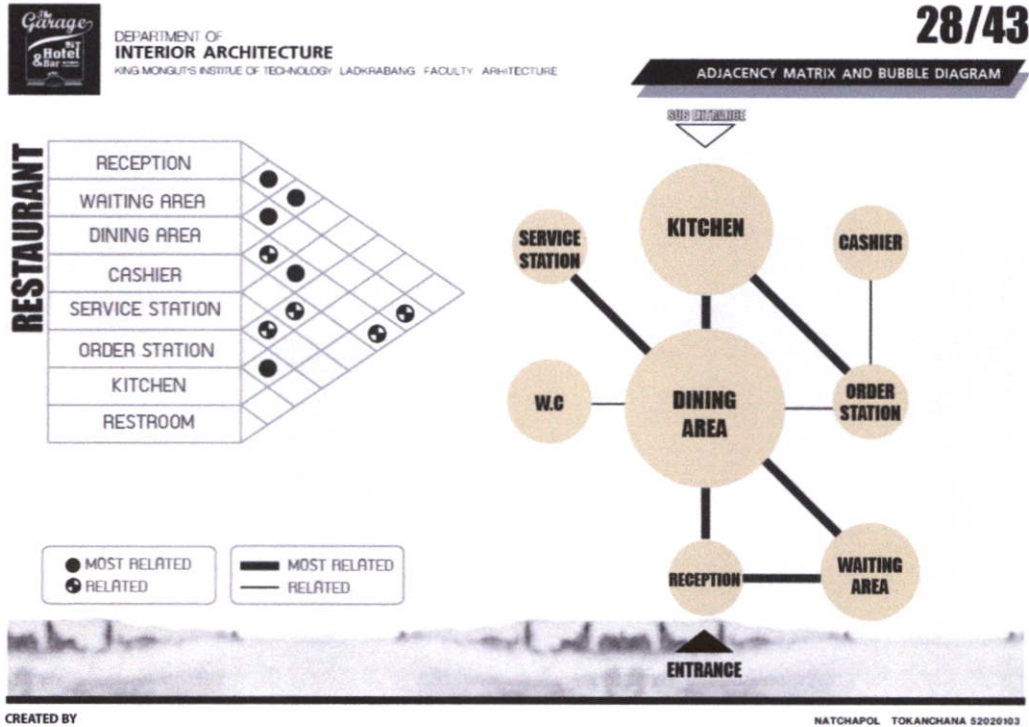 The
Garage
Hotel
& Bar
DEPARTMENT OF
INTERIOR ARCHITECTURE
KING MONGUT'S INSTITUE OF TECHNOLOGY LADKRABANG FACULTY ARHITECTURE
28/43
ADJACENCY MATRIX AND BUBBLE DIAGRAM
RESTAURANT
RECEPTION
WAITING AREA
DINING AREA
CASHIER
SERVICE STATION
ORDER STATION
KITCHEN
RESTROOM
MOST RELATED
RELATED
MOST RELATED
RELATED
SUB ENTRANCE
KITCHEN
SERVICE
STATION
CASHIER
W.C
DINING
AREA
ORDER
STATION
RECEPTION
WAITING
AREA
ENTRANCE
CREATED BY
NATCHAPOL TOKANCHANA 52020103